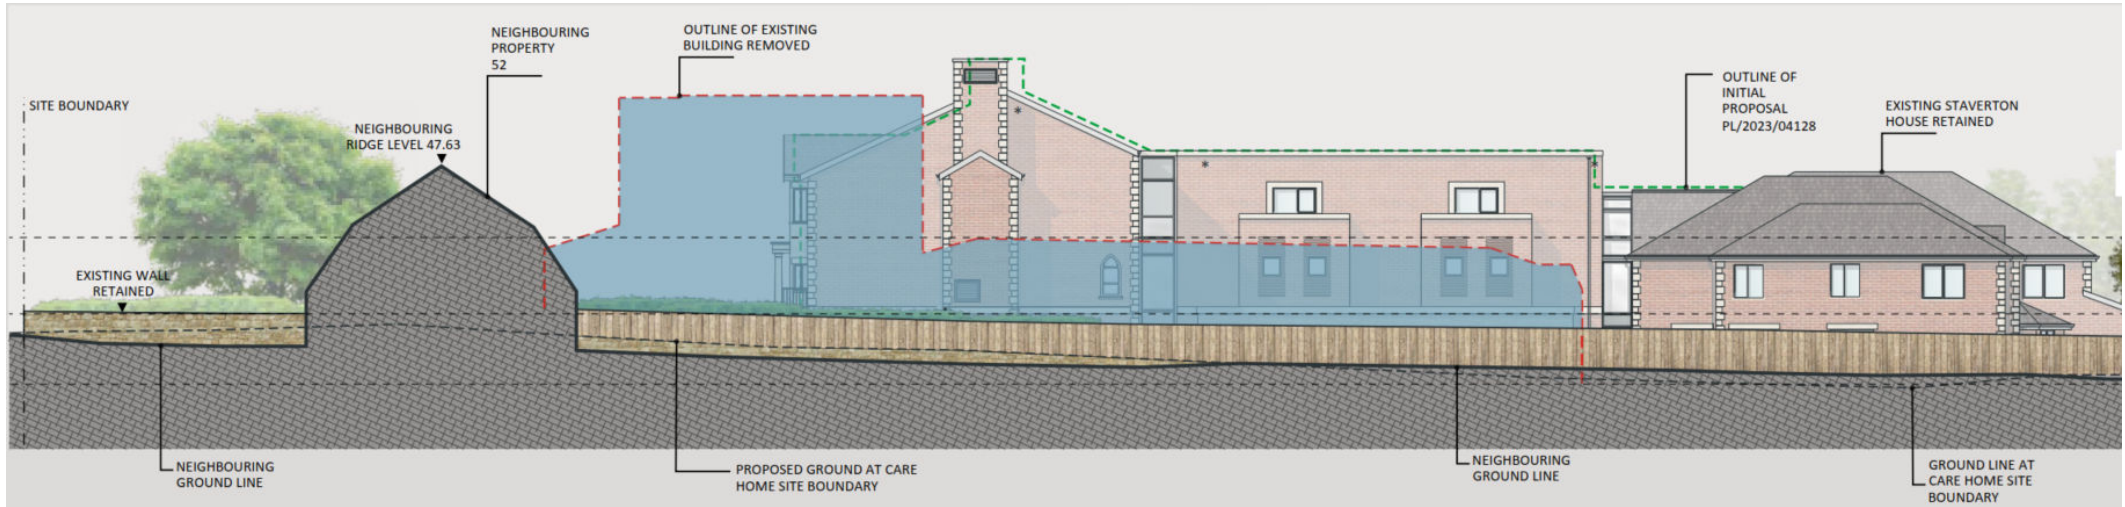 SITE BOUNDARY
NEIGHBOURING
RIDGE LEVEL 47.63
NEIGHBOURING
PROPERTY
52
OUTLINE OF EXISTING
BUILDING REMOVED
OUTLINE OF
INITIAL
PROPOSAL
PL/2023/04128
EXISTING STAVERTON
HOUSE RETAINED
EXISTING WALL
RETAINED
*
*
*
NEIGHBOURING
GROUND LINE
PROPOSED GROUND AT CARE
HOME SITE BOUNDARY
NEIGHBOURING
GROUND LINE
GROUND LINE AT
CARE HOME SITE
BOUNDARY